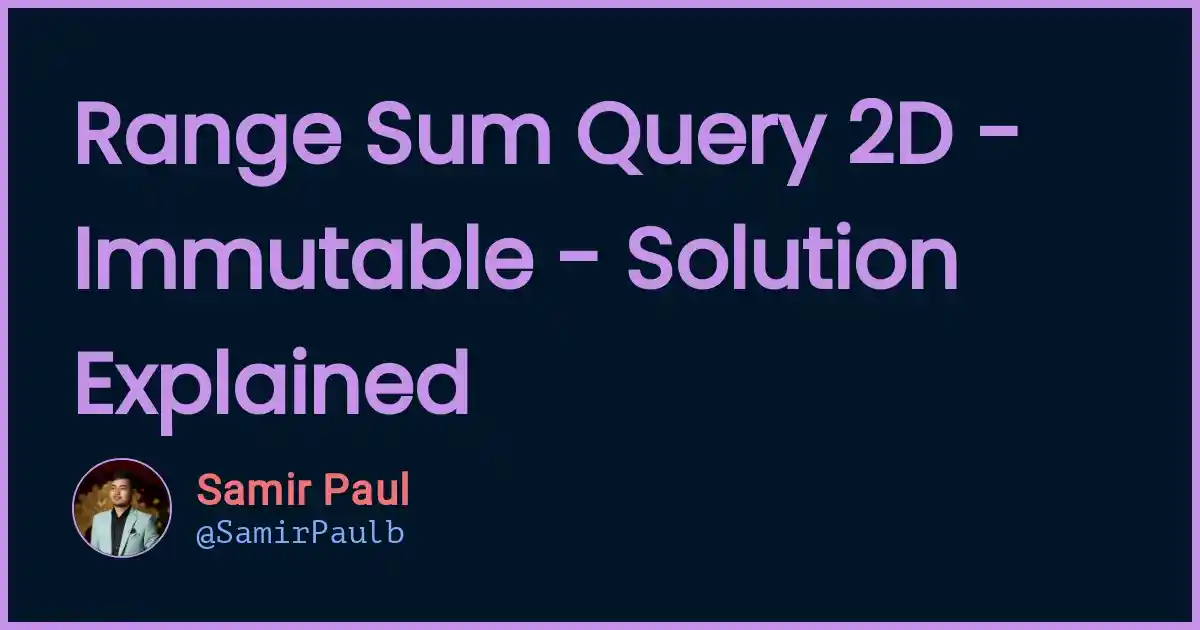 Range Sum Query 2D -
Immutable - Solution
Explained
Samir Paul
@SamirPaulb